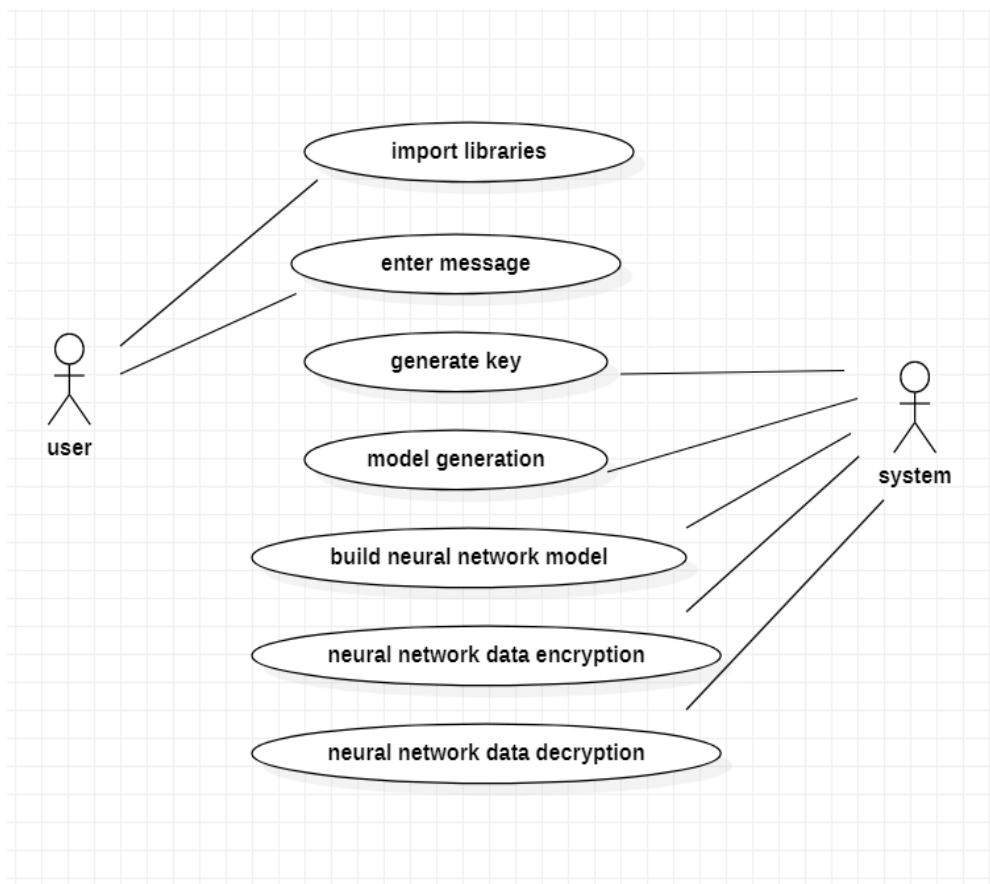 import libraries
enter message
generate key
user
model generation
system
build neural network model
neural network data encryption
neural network data decryption